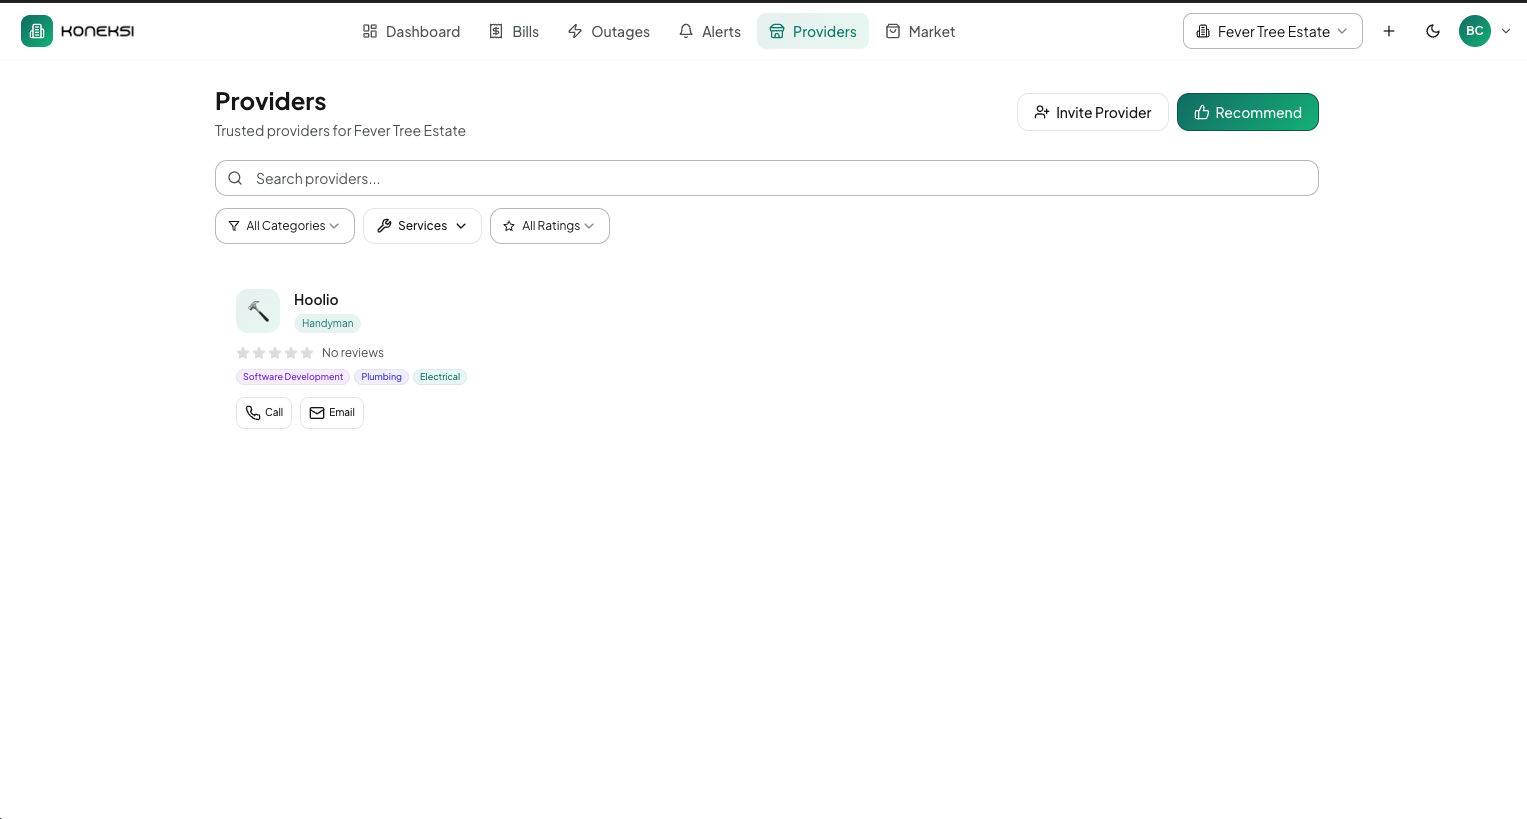 KONEKSI
Dashboard
Bills
Outages
Alerts
Providers
Market
Fever Tree Estate
BC
Providers
Trusted providers for Fever Tree Estate
Invite Provider
Recommend
Search providers...
All Categories
Services
All Ratings
Hoolio
Handyman
No reviews
Software Development
Plumbing
Electrical
Call
Email